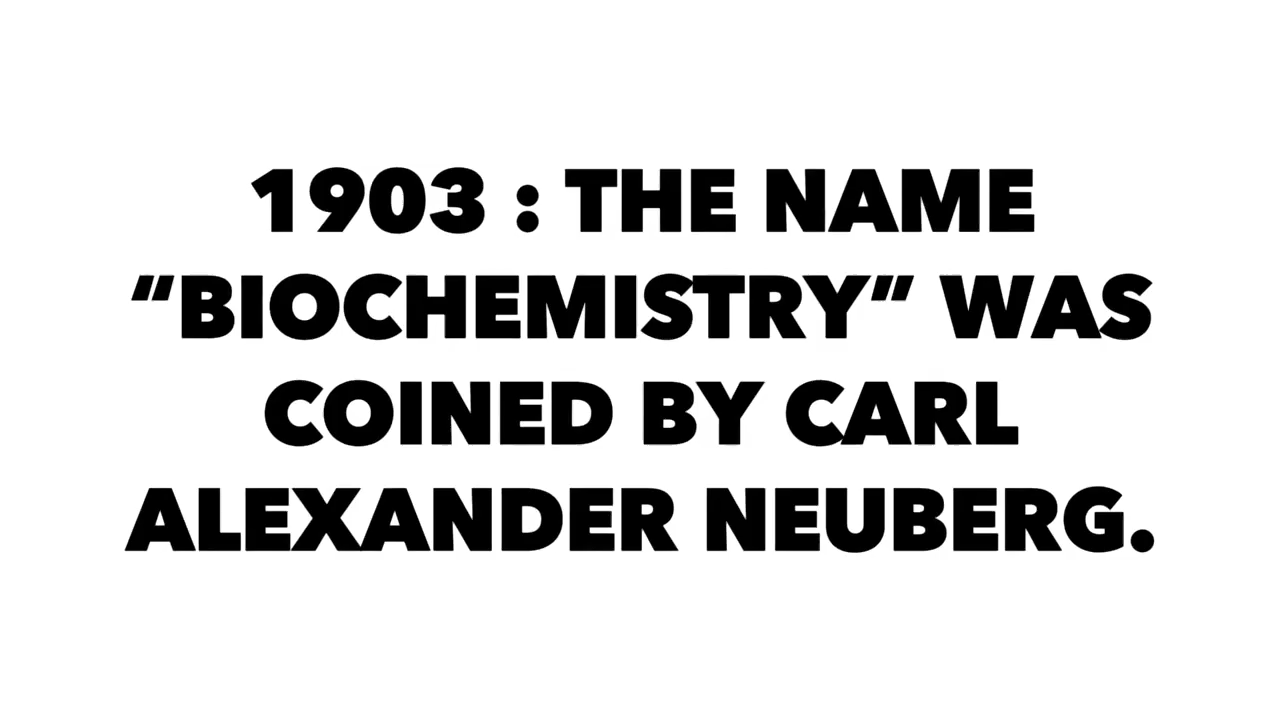 1903 : THE NAME
“BIOCHEMISTRY” WAS
COINED BY CARL
ALEXANDER NEUBERG.